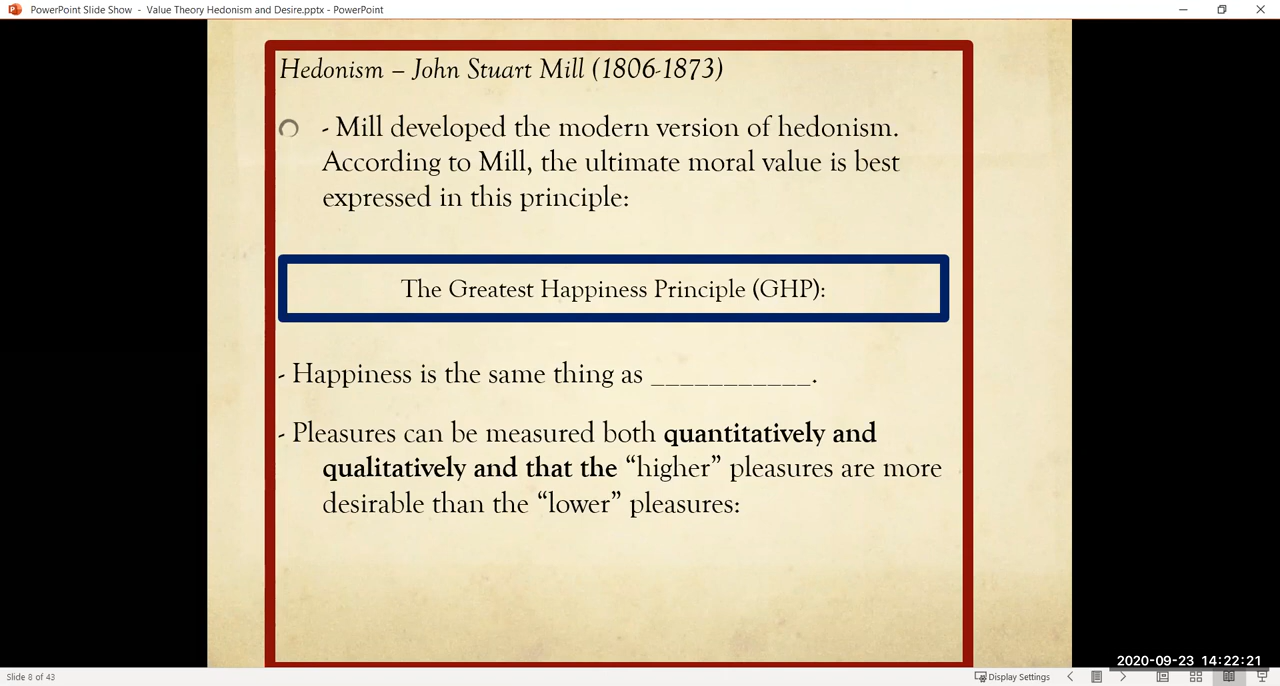 PowerPoint Slide Show - Value Theory Hedonism and Desire.pptx - PowerPoint
Hedonism – John Stuart Mill (1806-1873)
- Mill developed the modern version of hedonism.
According to Mill, the ultimate moral value is best
expressed in this principle:
The Greatest Happiness Principle (GHP):
- Happiness is the same thing as ___________.
- Pleasures can be measured both quantitatively and
qualitatively and that the “higher” pleasures are more
desirable than the “lower” pleasures:
2020-09-23 14:22:21
Slide 8 of 43
Display Settings